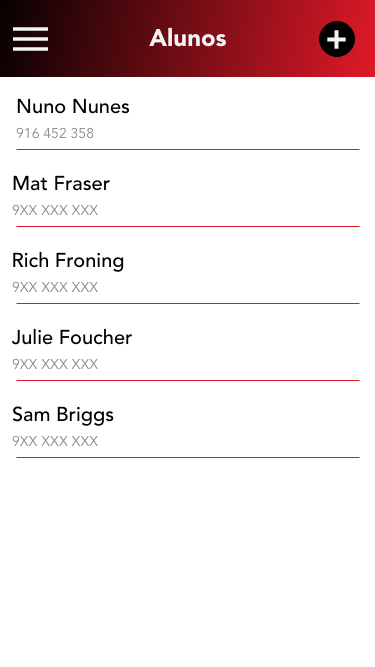 Alunos
Nuno Nunes
916 452 358
Mat Fraser
9XX XXX XXX
Rich Froning
9XX XXX XXX
Julie Foucher
9XX XXX XXX
Sam Briggs
9XX XXX XXX